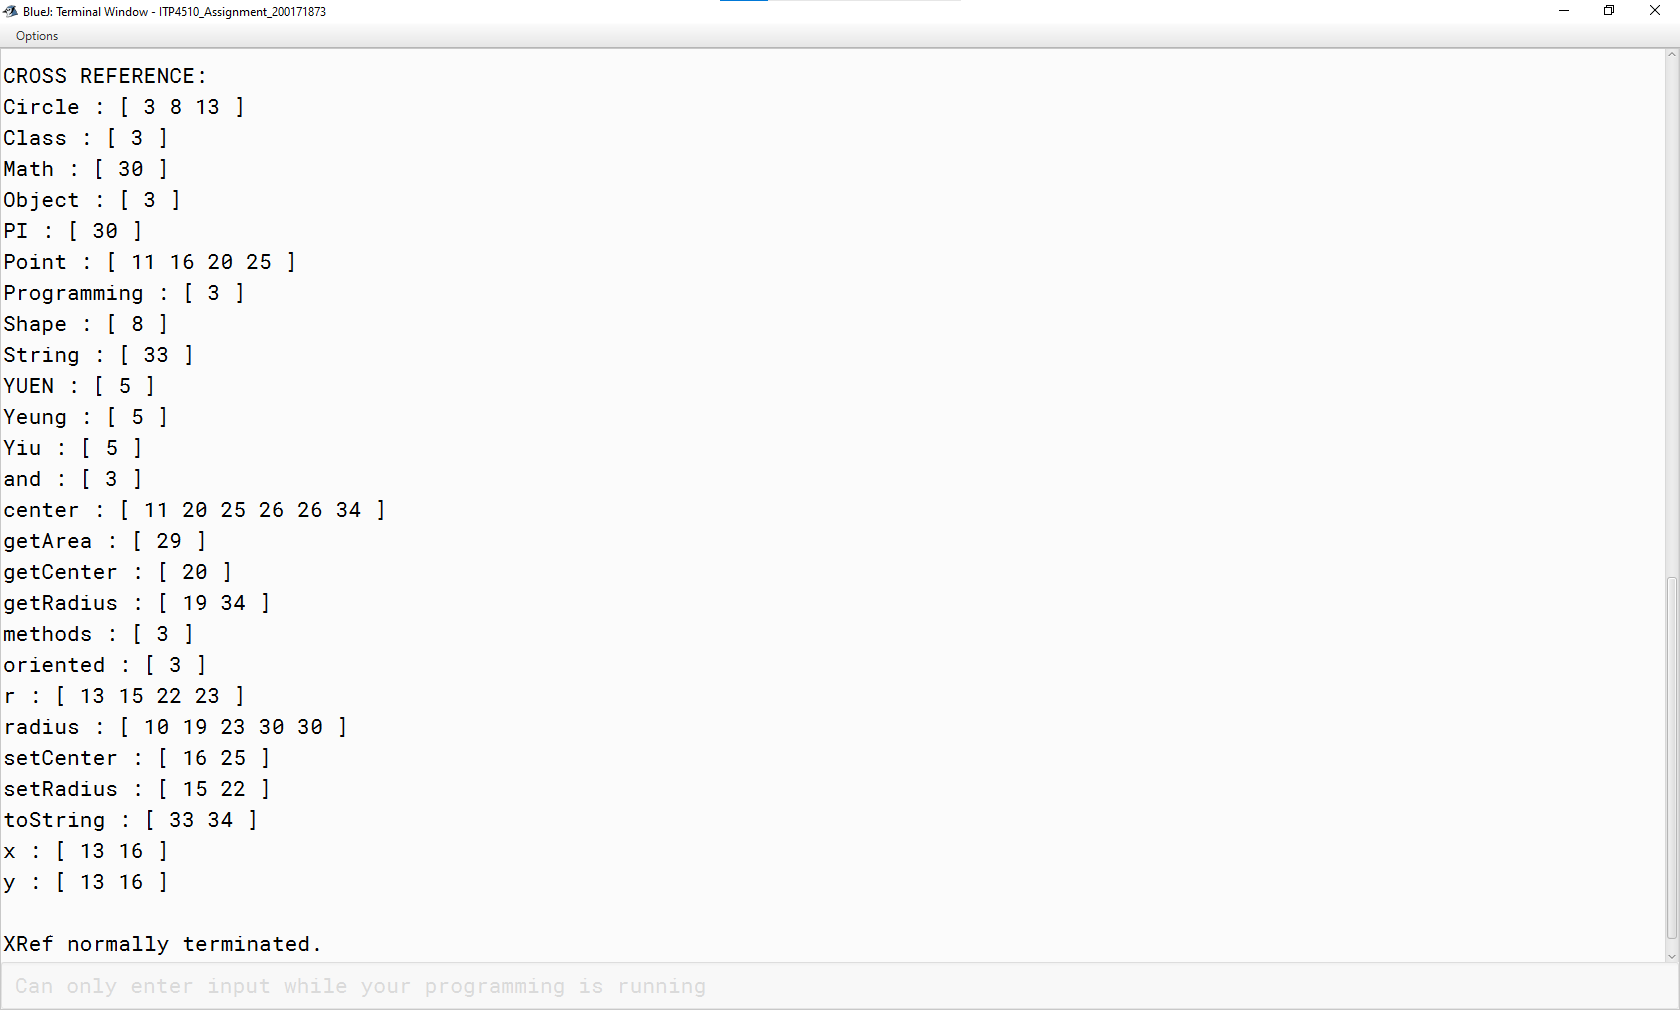 BlueJ: Terminal Window - ITP4510_Assignment_200171873
Options
CROSS REFERENCE:
Circle : [ 3 8 13 ]
Class : [ 3 ]
Math : [ 30 ]
Object : [ 3 ]
PI : [ 30 ]
Point : [ 11 16 20 25 ]
Programming : [ 3 ]
Shape : [ 8 ]
String : [ 33 ]
YUEN : [ 5 ]
Yeung : [ 5 ]
Yiu : [ 5 ]
and : [ 3 ]
center : [ 11 20 25 26 26 34 ]
getArea : [ 29 ]
getCenter : [ 20 ]
getRadius : [ 19 34 ]
methods : [ 3 ]
oriented : [ 3 ]
r : [ 13 15 22 23 ]
radius : [ 10 19 23 30 30 ]
setCenter : [ 16 25 ]
setRadius : [ 15 22 ]
toString : [ 33 34 ]
x : [ 13 16 ]
y : [ 13 16 ]
XRef normally terminated.
Can only enter input while your programming is running